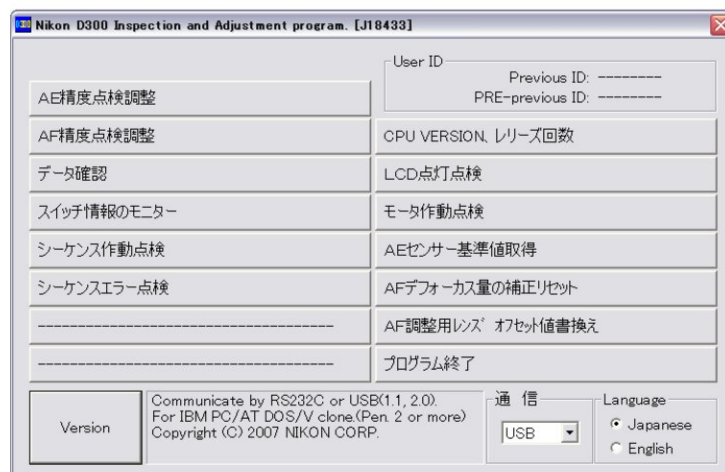 Nikon D300 Inspection and Adjustment program. [J18433]
User ID
Previous ID: --------
PRE-previous ID: --------
AE精度点検調整
AF精度点検調整
CPU VERSION、レリーズ回数
データ確認
LCD点灯点検
スイッチ情報のモニター
モータ作動点検
シーケンス作動点検
AEセンサー基準値取得
シーケンスエラー点検
AFデフォーカス量の補正リセット
-------------------------------------
AF調整用レンズ オフセット値書換え
-------------------------------------
プログラム終了
Version
Communicate by RS232C or USB(1.1, 2.0).
For IBM PC/AT DOS/V clone.(Pen. 2 or more)
Copyright (C) 2007 NIKON CORP.
通 信
USB
Language
Japanese
English